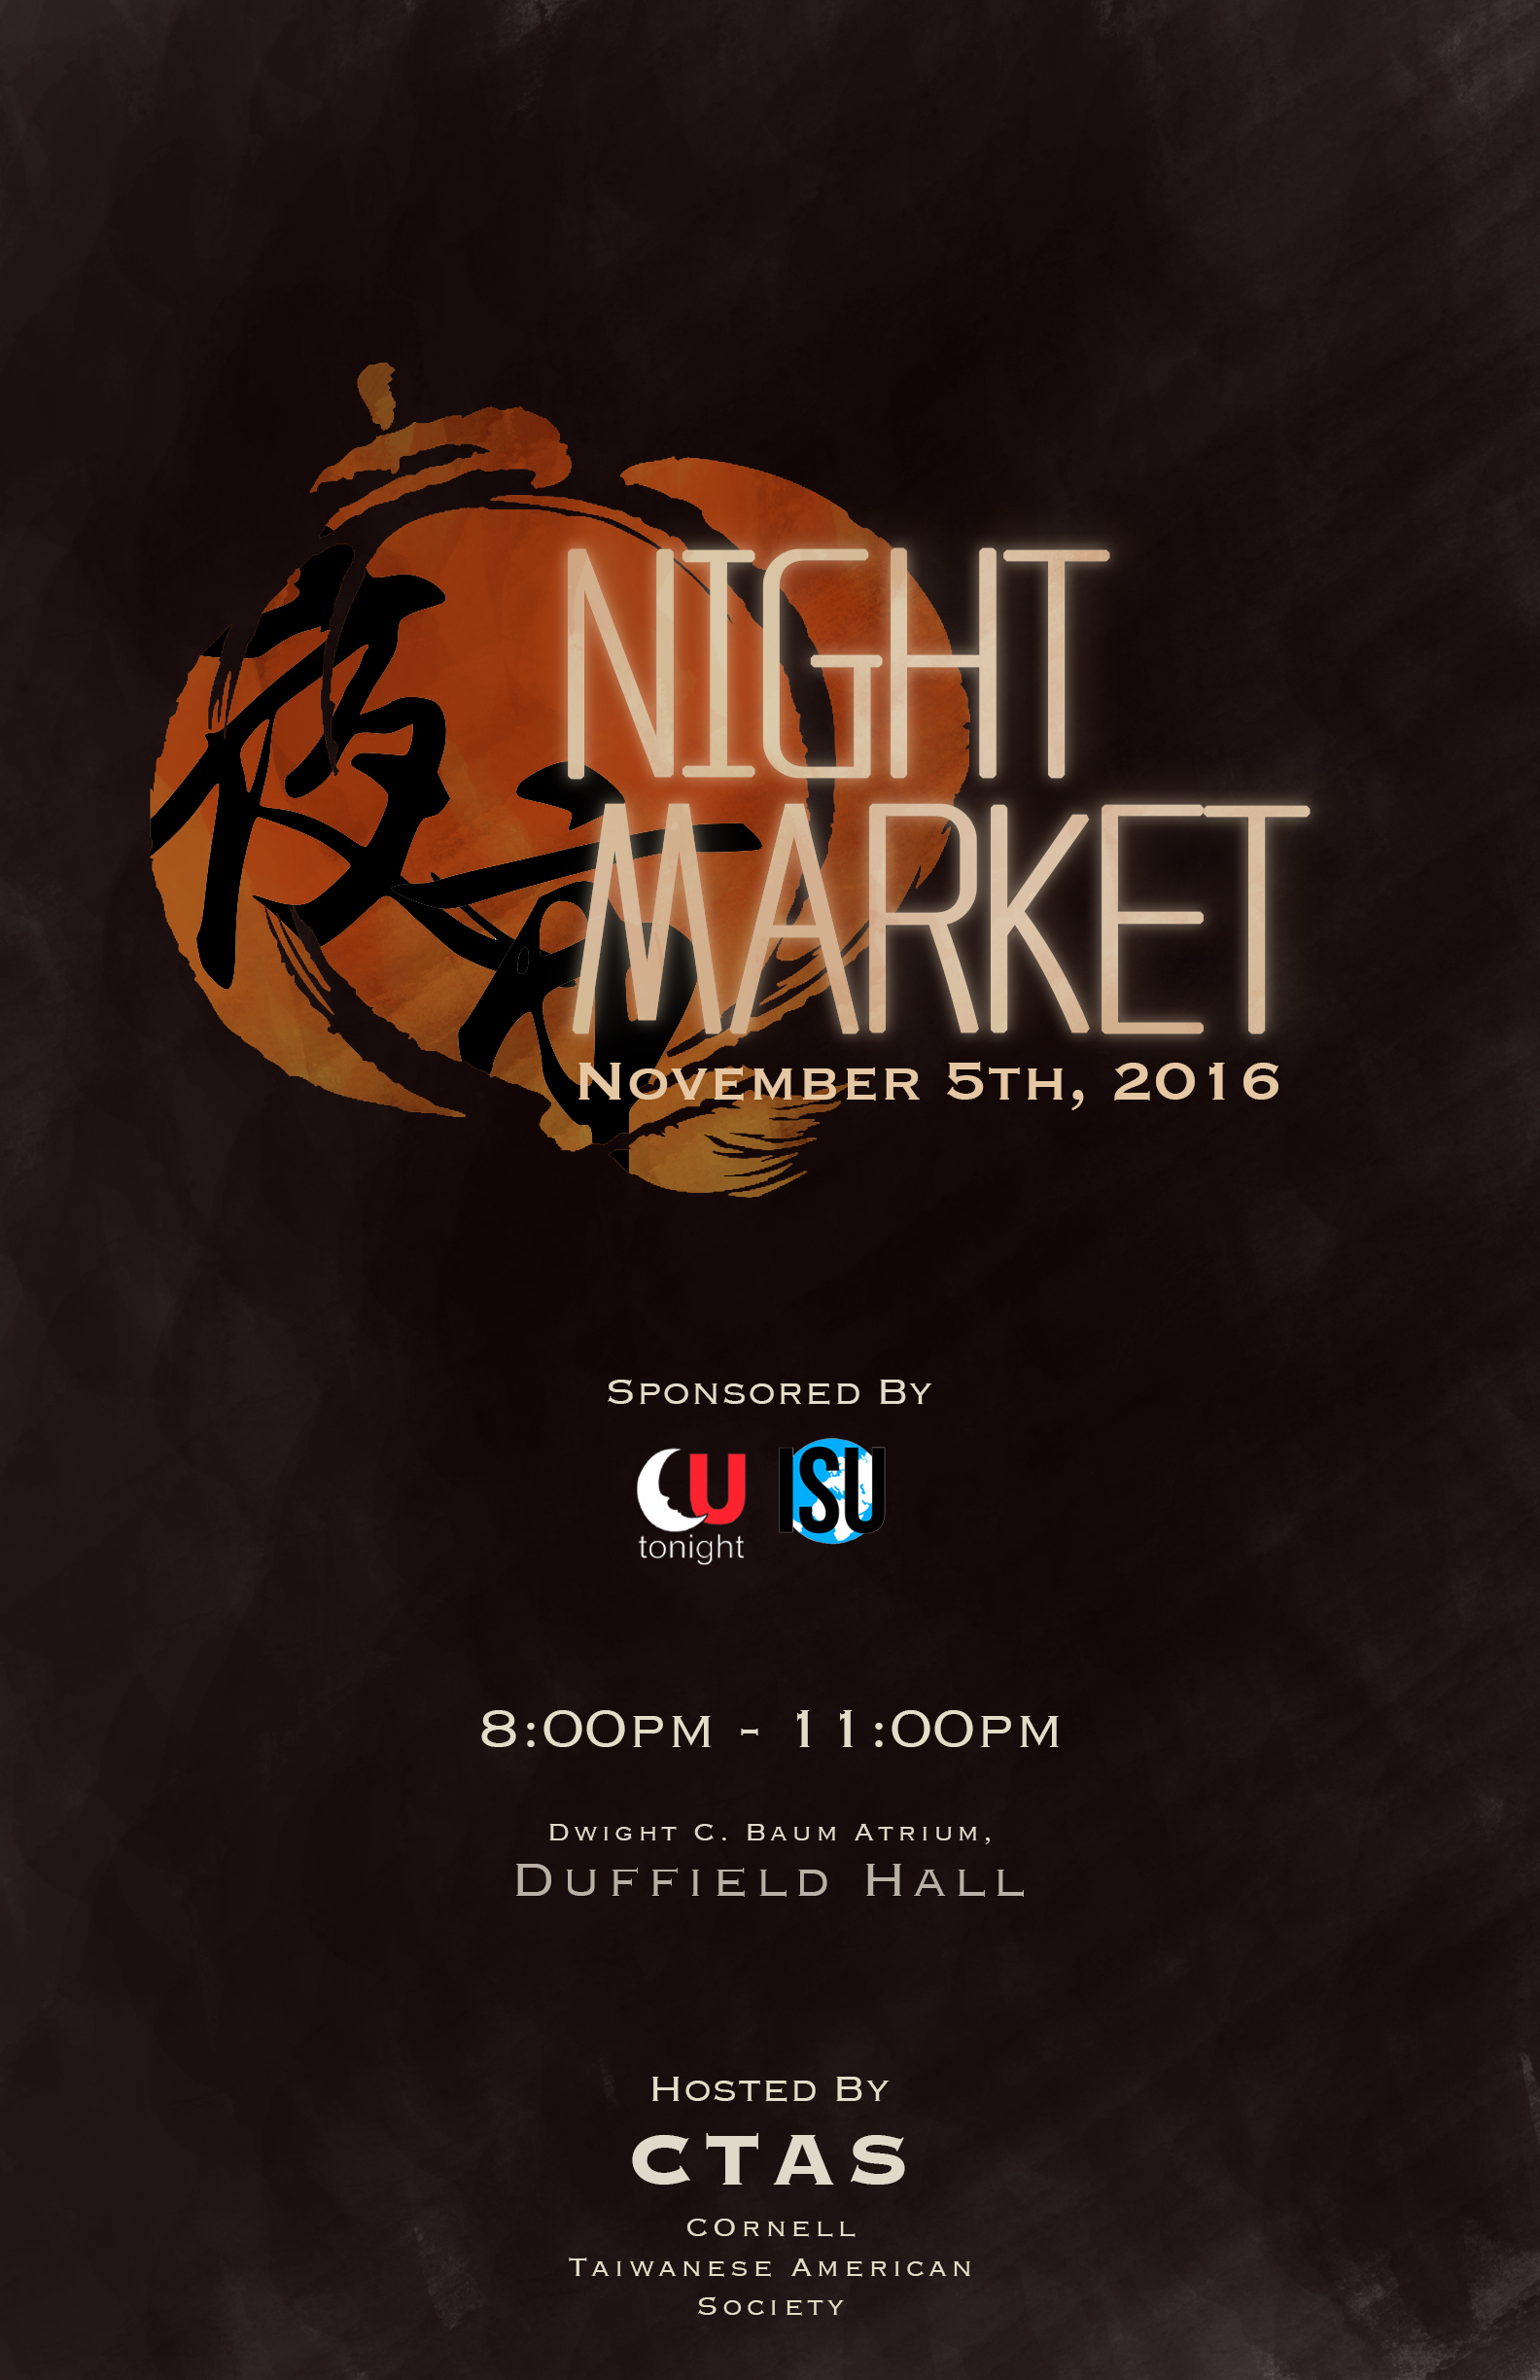 夜市
NIGHT
MARKET
November 5th, 2016
Sponsored By
CU ISU
tonight
8:00pm - 11:00pm
Dwight C. Baum Atrium,
Duffield Hall
Hosted By
CTAS
COrnell
Taiwanese American
Society